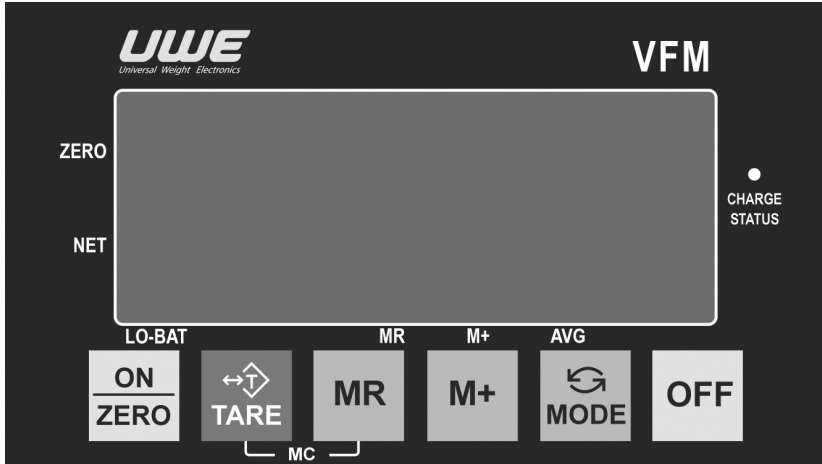 UWE
Universal Weight Electronics
VFM
ZERO
CHARGE
STATUS
NET
LO-BAT MR M+ AVG
ON
ZERO
T
TARE
MR
M+
MODE
OFF
MC